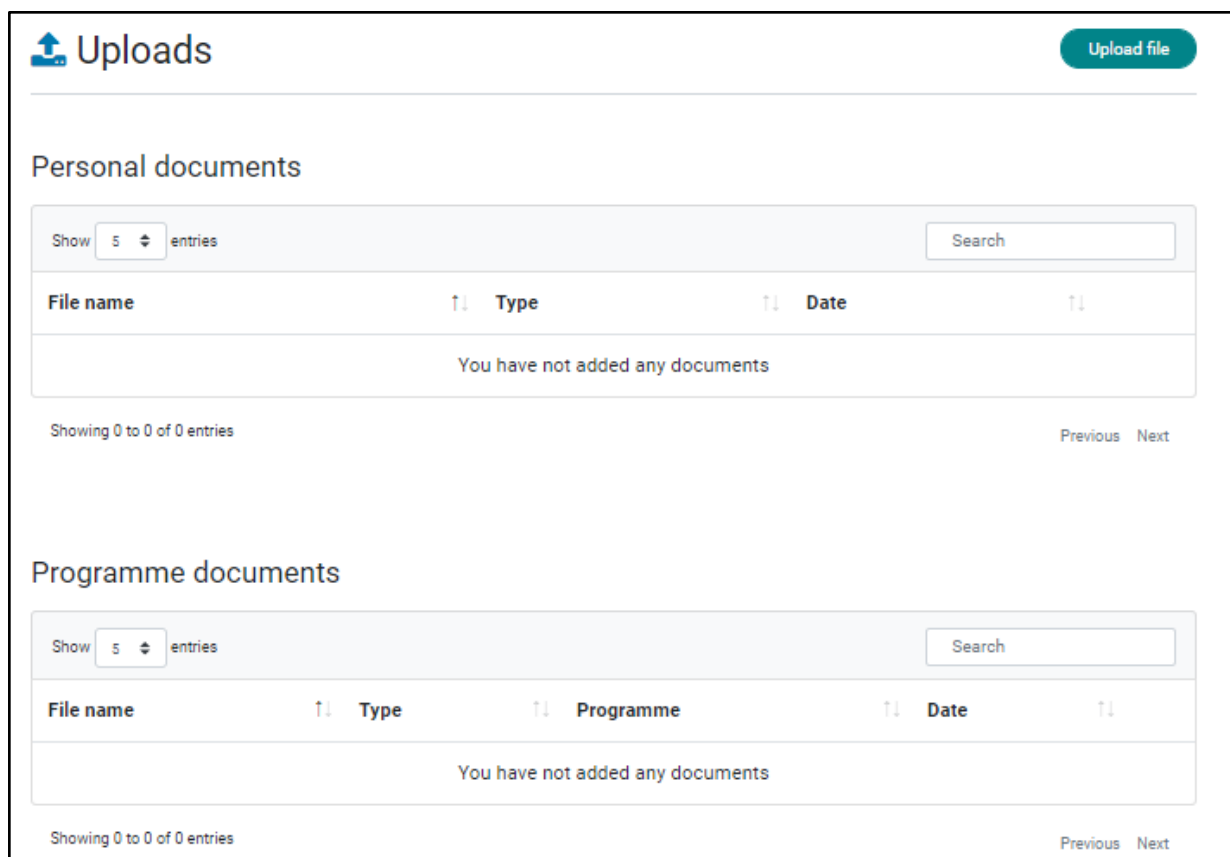 Uploads Upload file
Personal documents
Show 5 entries Search
File name Type Date
You have not added any documents
Showing 0 to 0 of 0 entries Previous Next
Programme documents
Show 5 entries Search
File name Type Programme Date
You have not added any documents
Showing 0 to 0 of 0 entries Previous Next